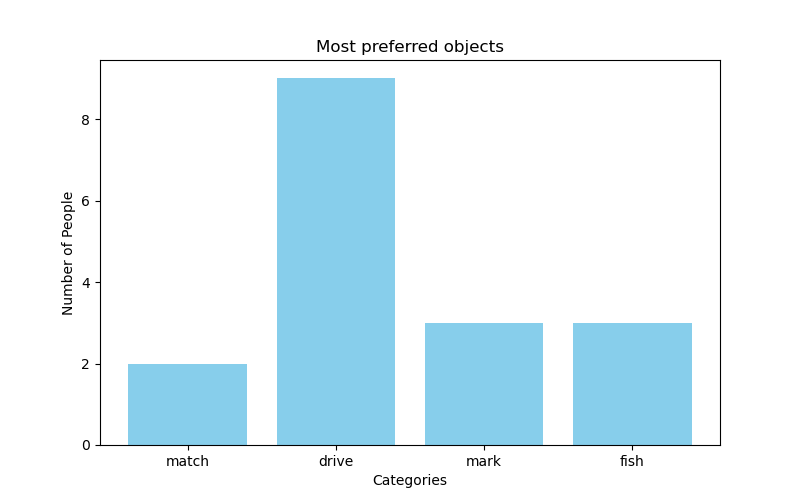 Most preferred objects
Number of People
8
6
4
2
0
match drive mark fish
Categories